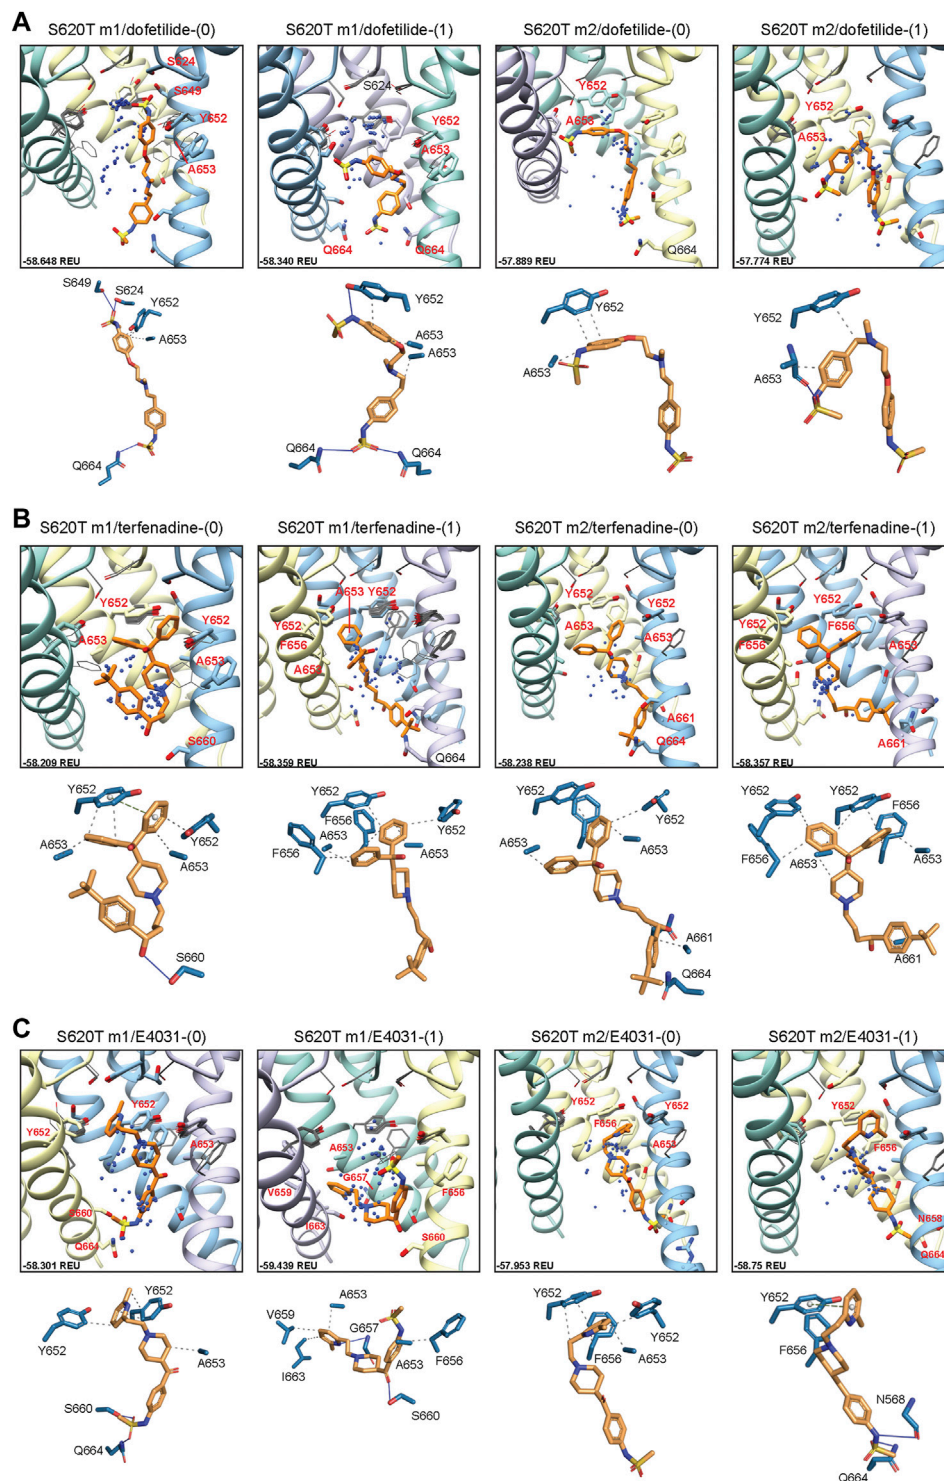 A
S620T m1/dofetilide-(0)
S620T m1/dofetilide-(1)
S620T m2/dofetilide-(0)
S620T m2/dofetilide-(1)
S624
S649
Y652
A653
-58.648 REU
S624
Y652
A653
Q664
Q664
-58.340 REU
Y652
A653
Q664
-57.889 REU
Y652
A653
-57.774 REU
S649
S624
Y652
A653
Q664
Y652
A653
A653
Q664
Q664
Y652
A653
Y652
A653
B
S620T m1/terfenadine-(0)
S620T m1/terfenadine-(1)
S620T m2/terfenadine-(0)
S620T m2/terfenadine-(1)
Y652
A653
Y652
A653
S660
-58.209 REU
A653 Y652
Y652
F656
A653
Q664
-58.359 REU
Y652
A653
Y652
A653
A661
Q664
-58.238 REU
Y652
Y652
F656
F656
A653
A661
-58.357 REU
Y652
A653
Y652
A653
S660
Y652
F656
A653
F656
Y652
A653
Y652
Y652
A653
A653
A661
Q664
Y652
Y652
F656
F656
A653
A653
A661
C
S620T m1/E4031-(0)
S620T m1/E4031-(1)
S620T m2/E4031-(0)
S620T m2/E4031-(1)
Y652
Y652
A653
S660
Q664
-58.301 REU
A653
G657
V659
F656
I663
S660
-59.439 REU
Y652
Y652
F656
A653
-57.953 REU
Y652
F656
N658
Q664
-58.75 REU
Y652
Y652
A653
S660
Q664
A653
V659
G657
I663
A653
F656
S660
Y652
Y652
F656
A653
Y652
F656
N568
Q664